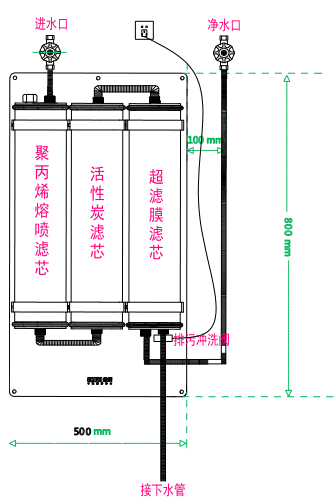 进水口
净水口
100 mm
聚丙烯熔喷滤芯
活性炭滤芯
超滤膜滤芯
800 mm
排污冲洗阀
500 mm
接下水管